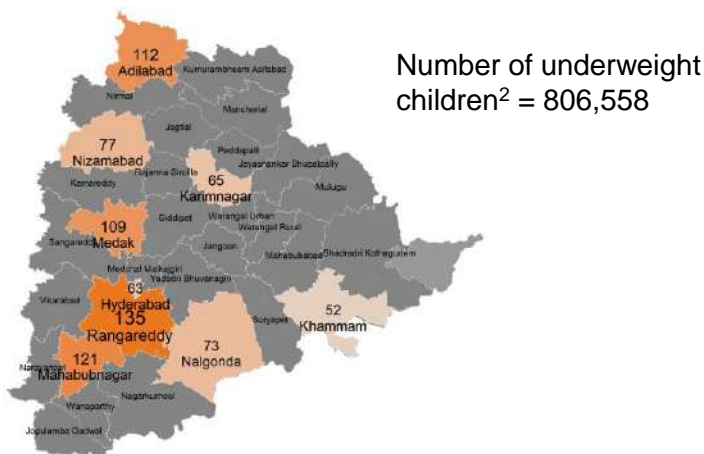 112
Adilabad
Kumurambheem Asifabad
Nirmal
Mancherial
Jagtial
77
Nizamabad
Peddapalli
Jayashankar Bhupalpally
Rajanna Sircilla
65
Karimnagar
Kamareddy
Mulugu
109
Medak
Siddipet
Warangal Urban
Warangal Rural
Sangareddy
Jangoan
Mahabubabad
Bhadradri Kothagudem
Medchal Malkajgiri
Yadadri Bhuvanagiri
63
Hyderabad
Vikarabad
135
Rangareddy
52
Khammam
Suryapet
73
Nalgonda
121
Mahabubnagar
Narayanpet
Nagarkurnool
Wanaparthy
Jogulamba Gadwal
Number of underweight
children² = 806,558